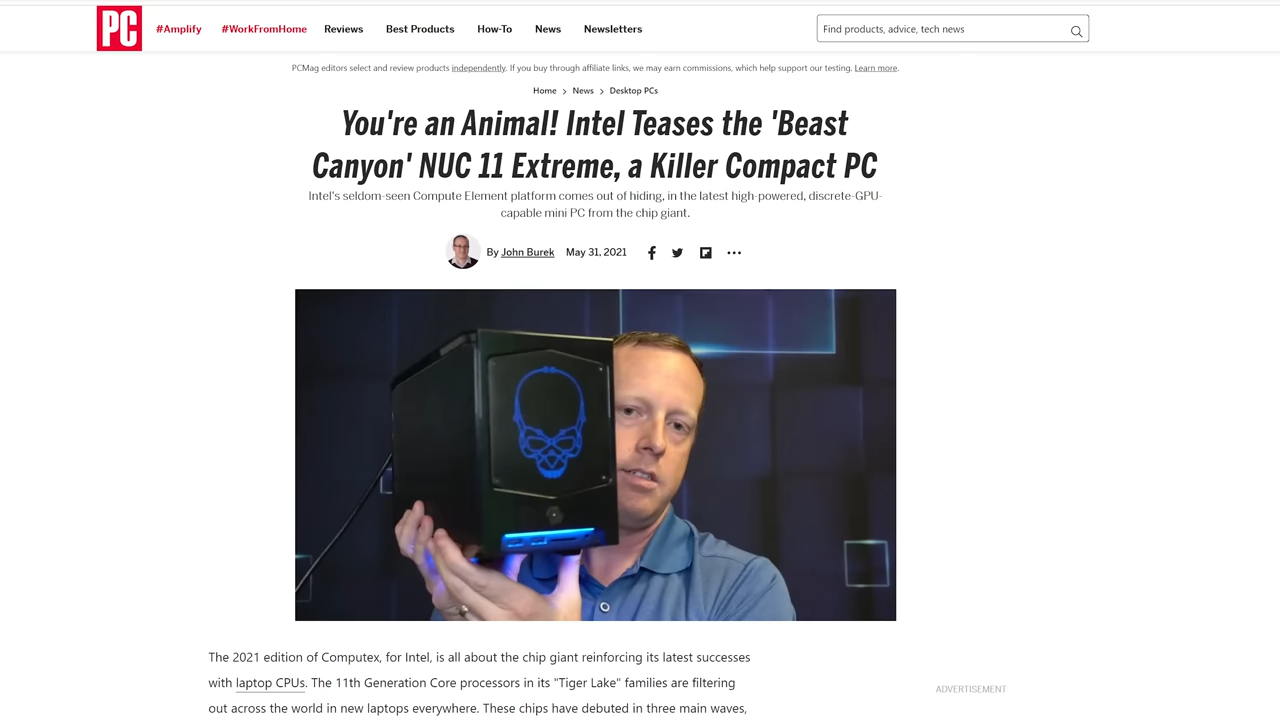 PC
#Amplify
#WorkFromHome
Reviews
Best Products
How-To
News
Newsletters
Find products, advice, tech news
PCMag editors select and review products independently. If you buy through affiliate links, we may earn commissions, which help support our testing. Learn more.
Home > News > Desktop PCs
You're an Animal! Intel Teases the 'Beast
Canyon' NUC 11 Extreme, a Killer Compact PC
Intel's seldom-seen Compute Element platform comes out of hiding, in the latest high-powered, discrete-GPU-
capable mini PC from the chip giant.
By John Burek May 31, 2021
The 2021 edition of Computex, for Intel, is all about the chip giant reinforcing its latest successes
with laptop CPUs. The 11th Generation Core processors in its "Tiger Lake" families are filtering
ADVERTISEMENT
out across the world in new laptops everywhere. These chips have debuted in three main waves,